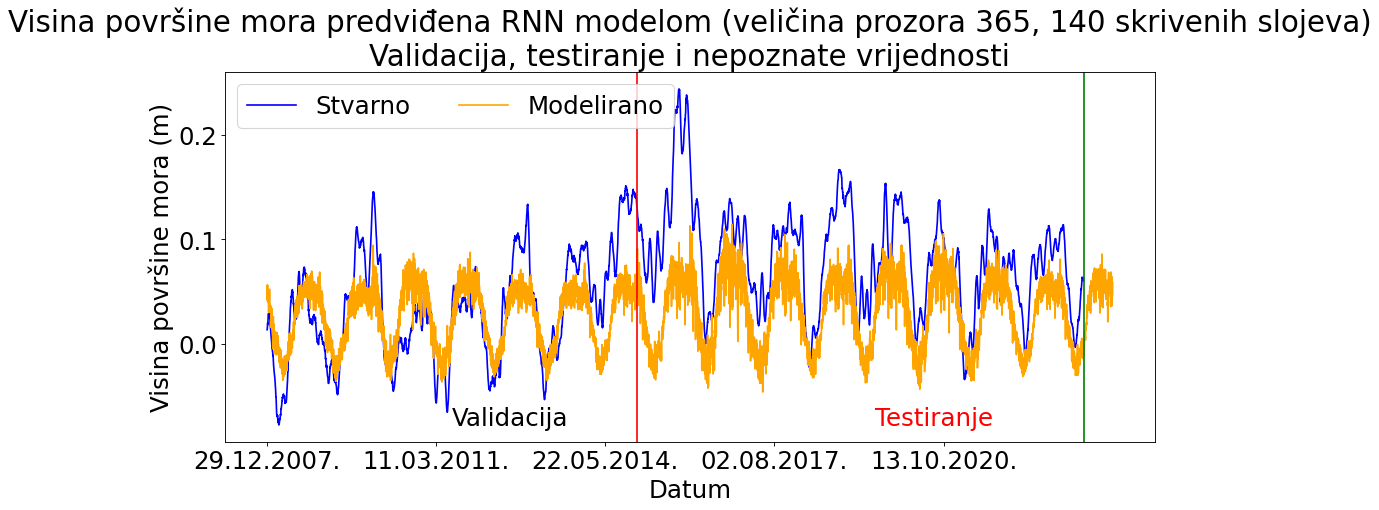 Visina površine mora predviđena RNN modelom (veličina prozora 365, 140 skrivenih slojeva)
Validacija, testiranje i nepoznate vrijednosti
Stvarno
Modelirano
Visina površine mora (m)
0.2
0.1
0.0
Validacija
Testiranje
29.12.2007.
11.03.2011.
22.05.2014.
02.08.2017.
13.10.2020.
Datum